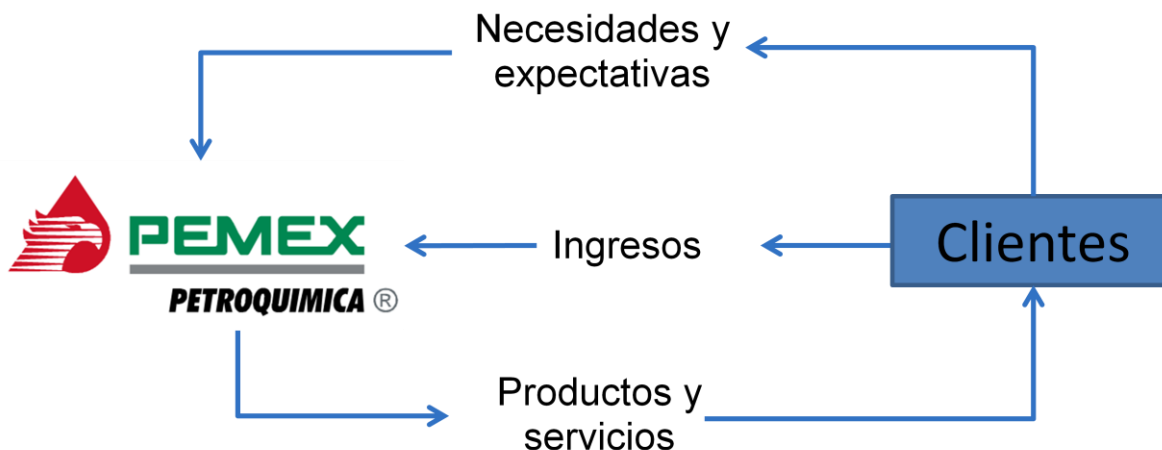 Necesidades y
expectativas
PEMEX
PETROQUIMICA ®
Ingresos
Clientes
Productos y
servicios